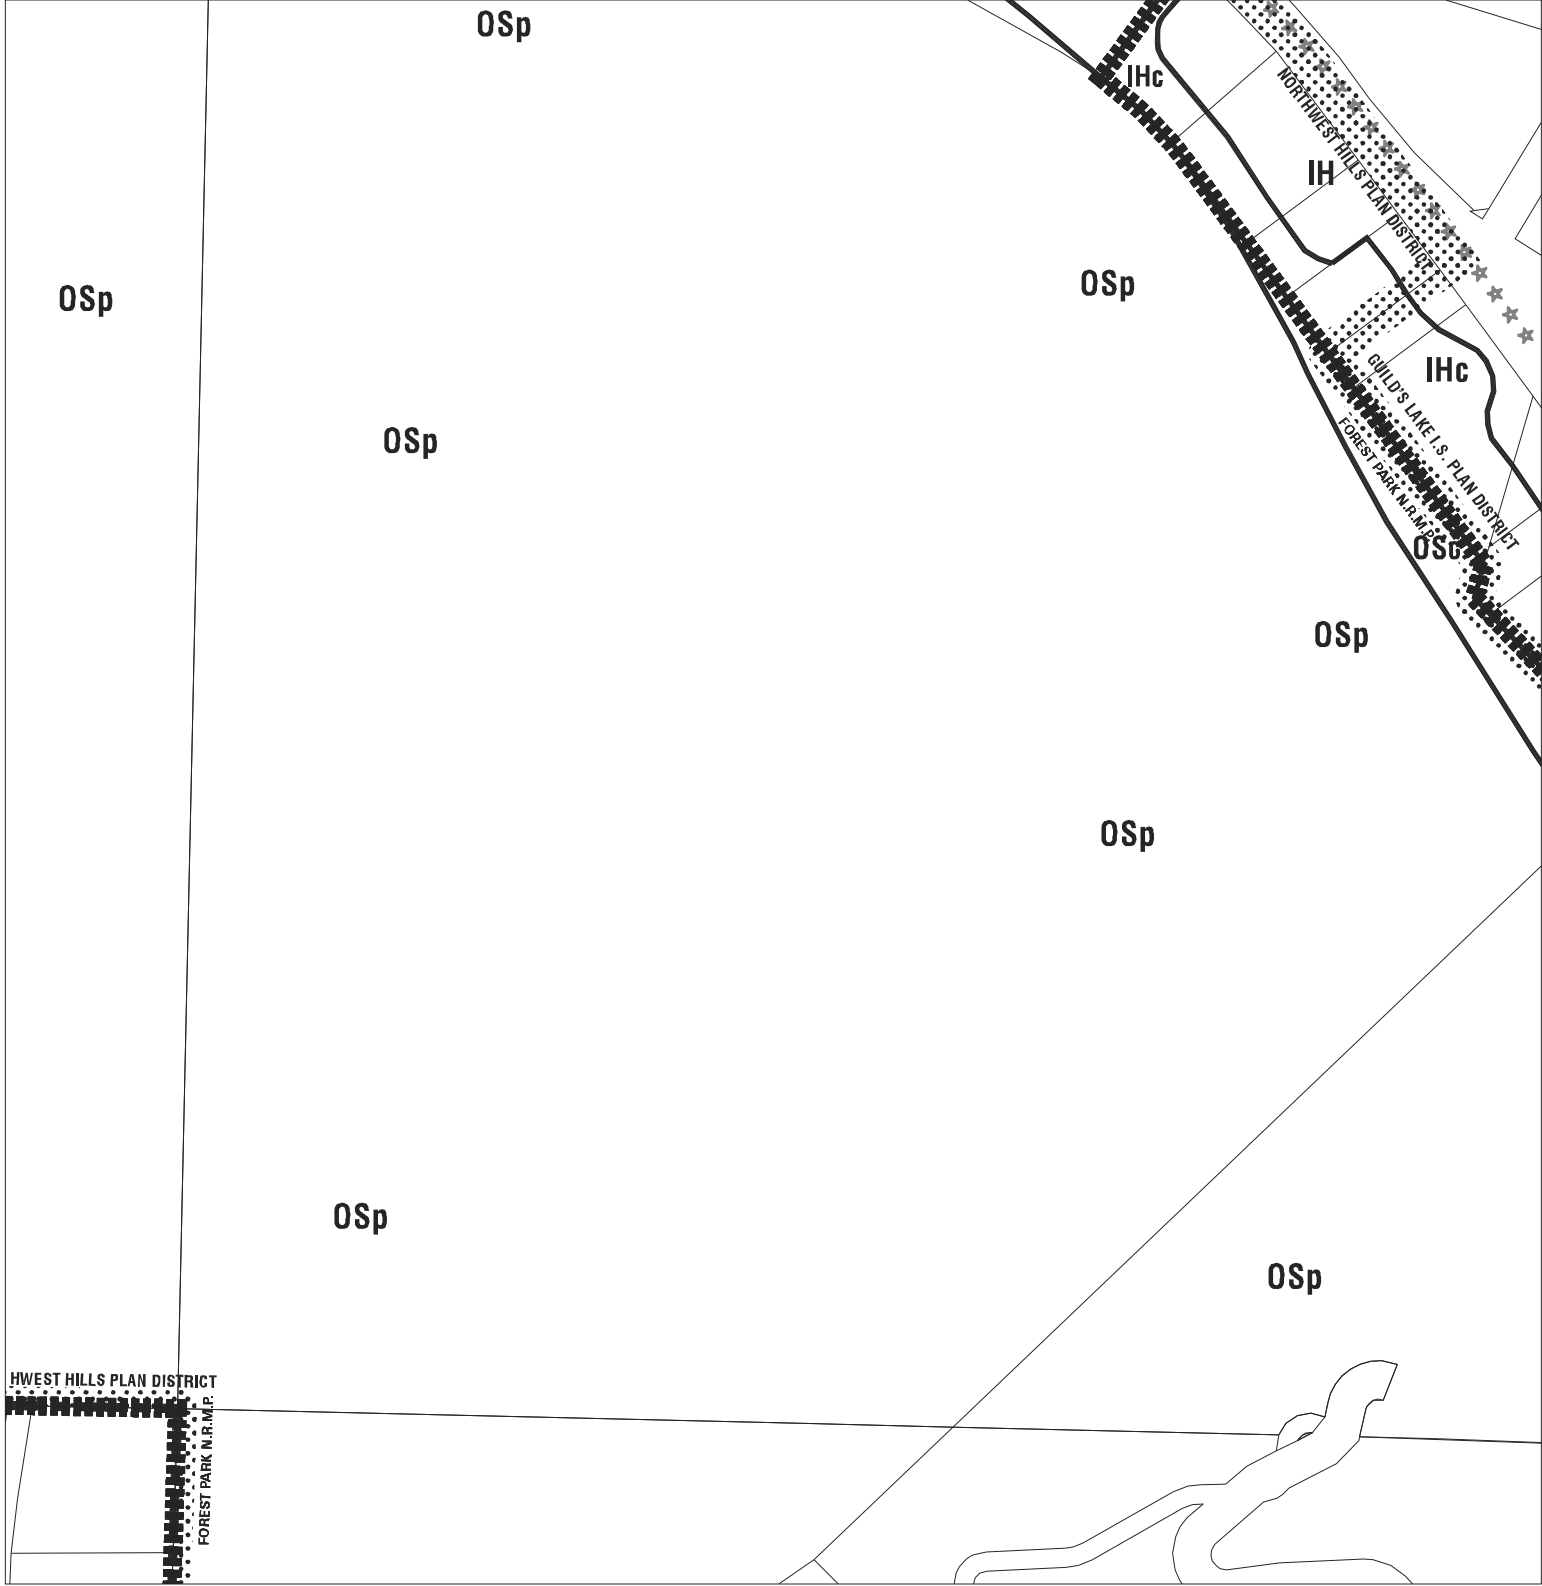 OSp
IHc
NORTHWEST HILLS PLAN DISTRICT
IH
OSp
OSp
IHc
GUILD'S LAKE I.S. PLAN DISTRICT
FOREST PARK N.R.M.P.
OSp
OSc
OSp
OSp
OSp
OSp
HWEST HILLS PLAN DISTRICT
FOREST PARK N.R.M.P.